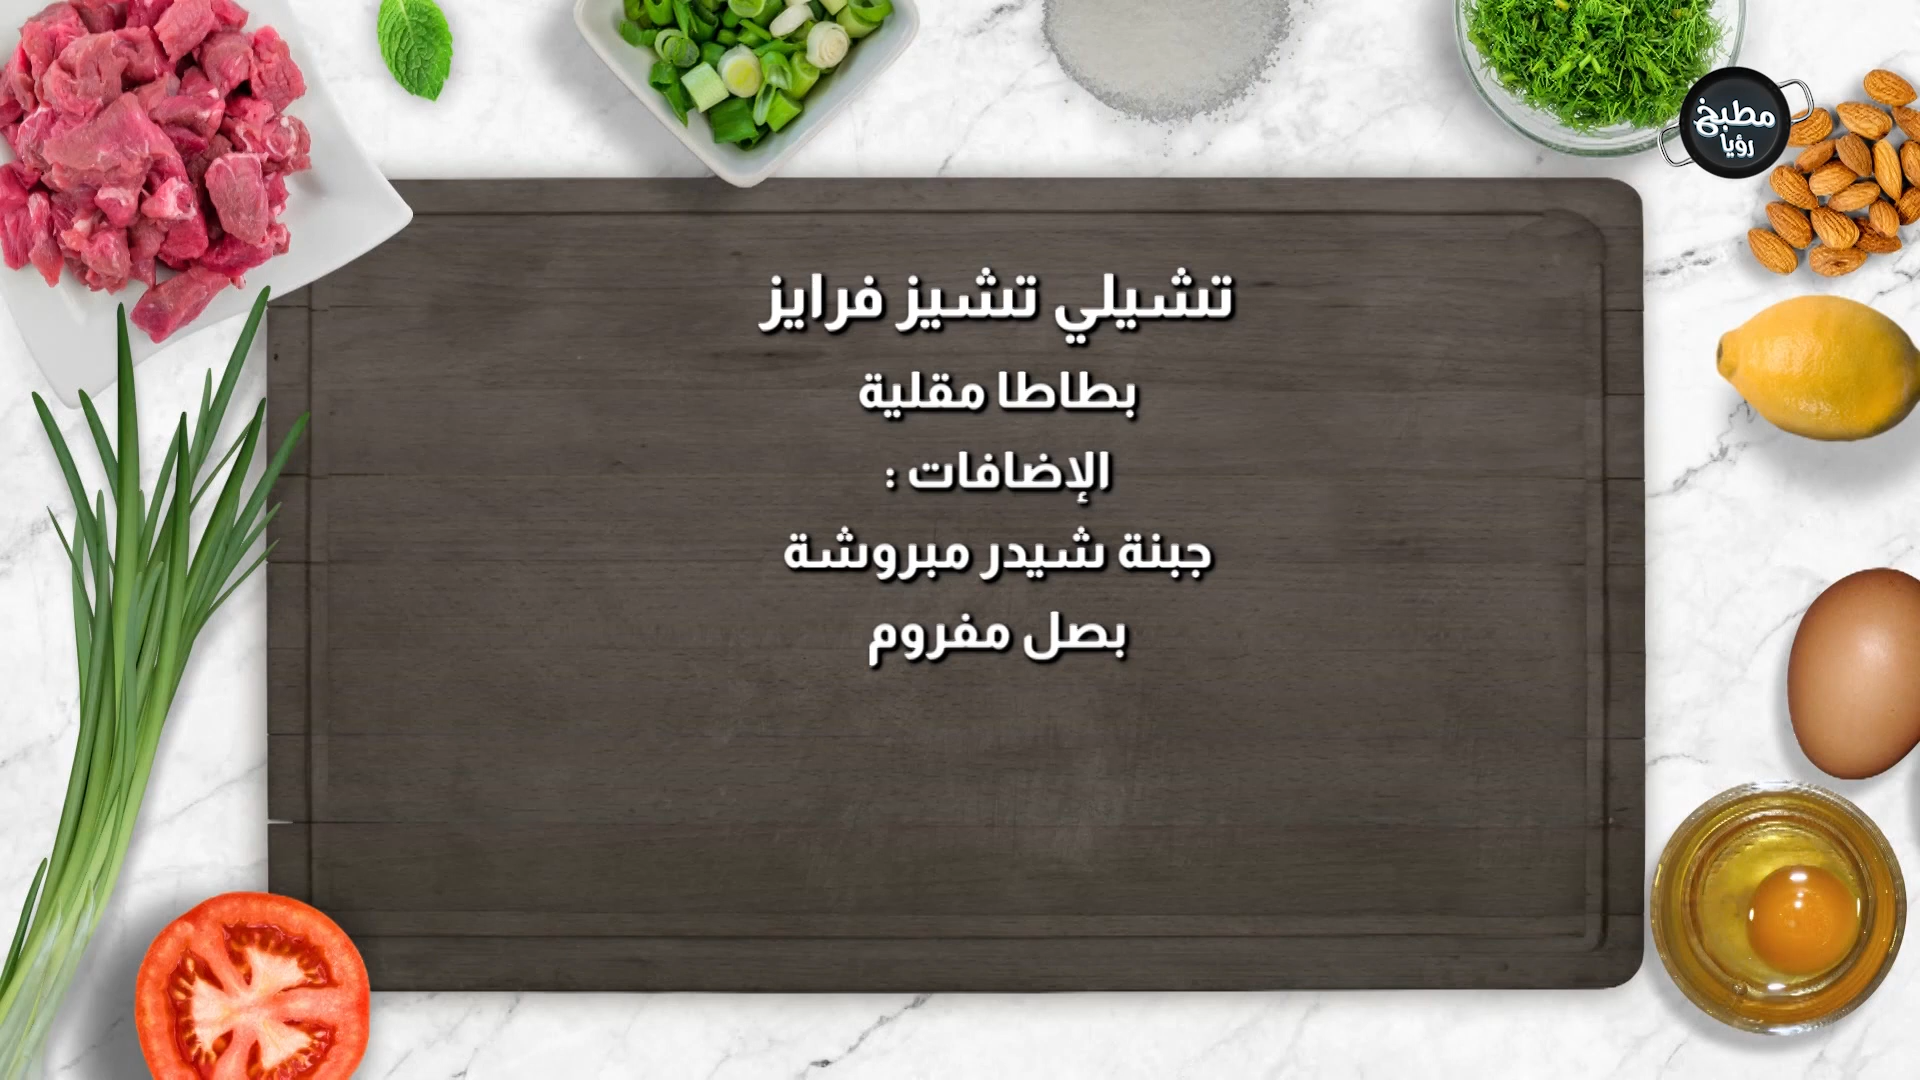 مطبخ
رؤيا
تشيلي تشيز فرايز
بطاطا مقلية
الإضافات :
جبنة شيدر مبروشة
بصل مفروم